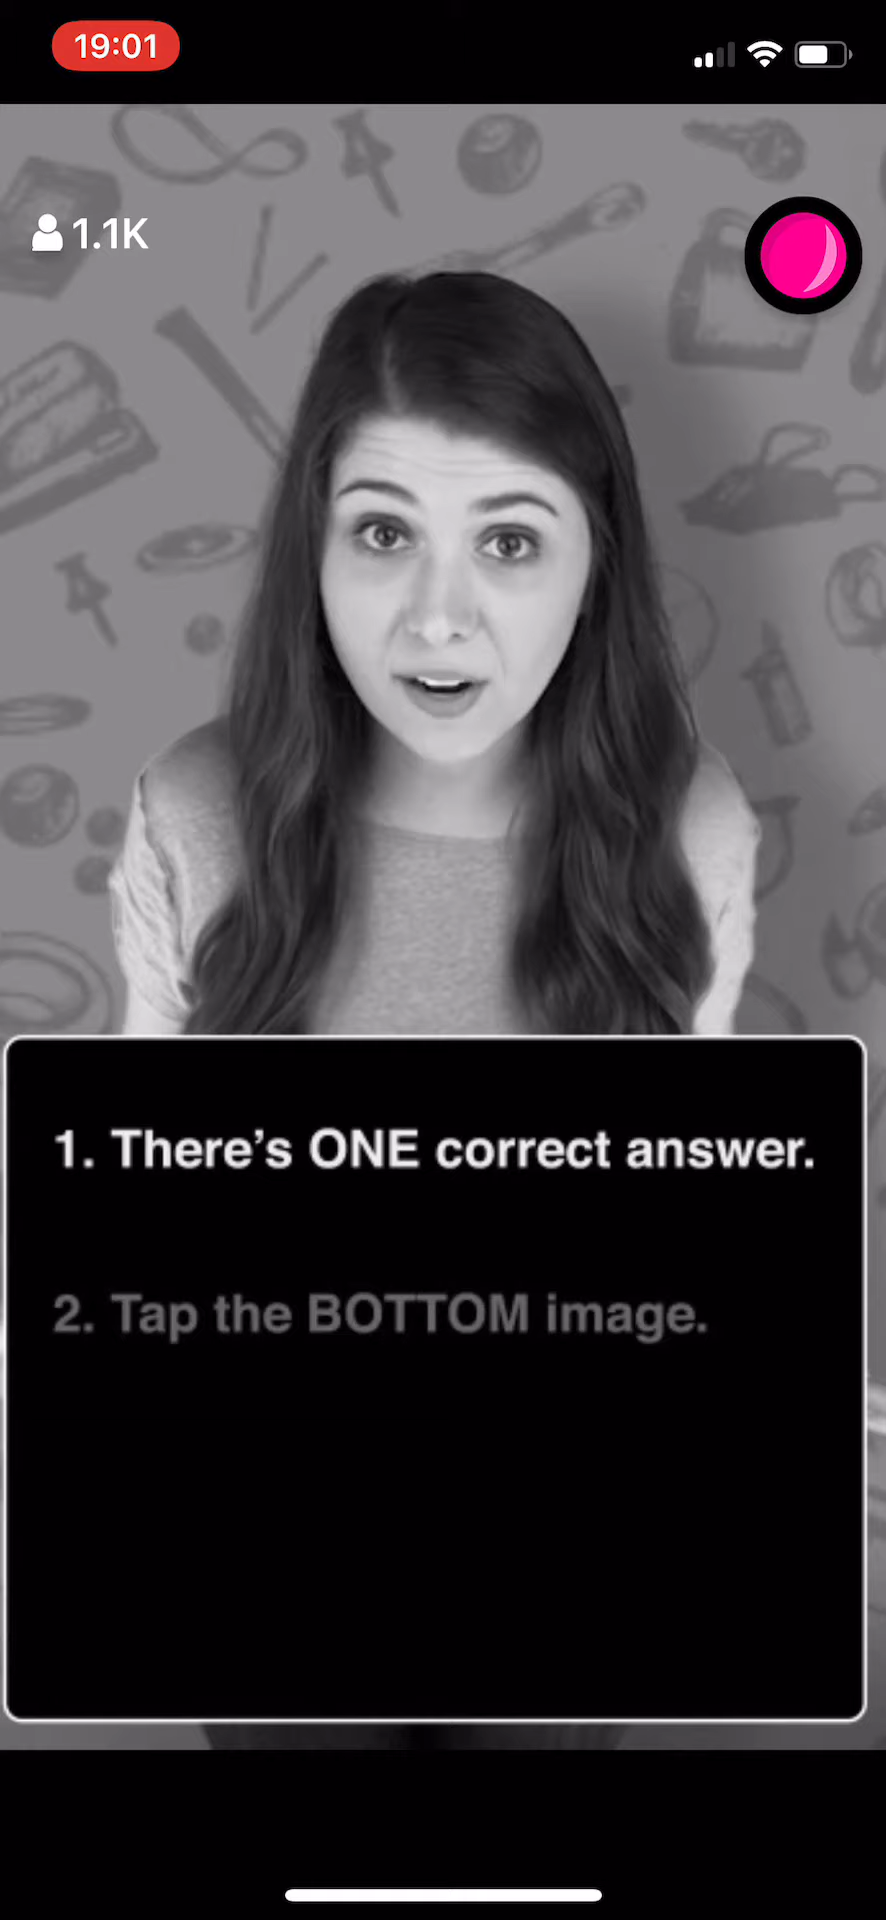 19:01
1.1K
1. There’s ONE correct answer.
2. Tap the BOTTOM image.